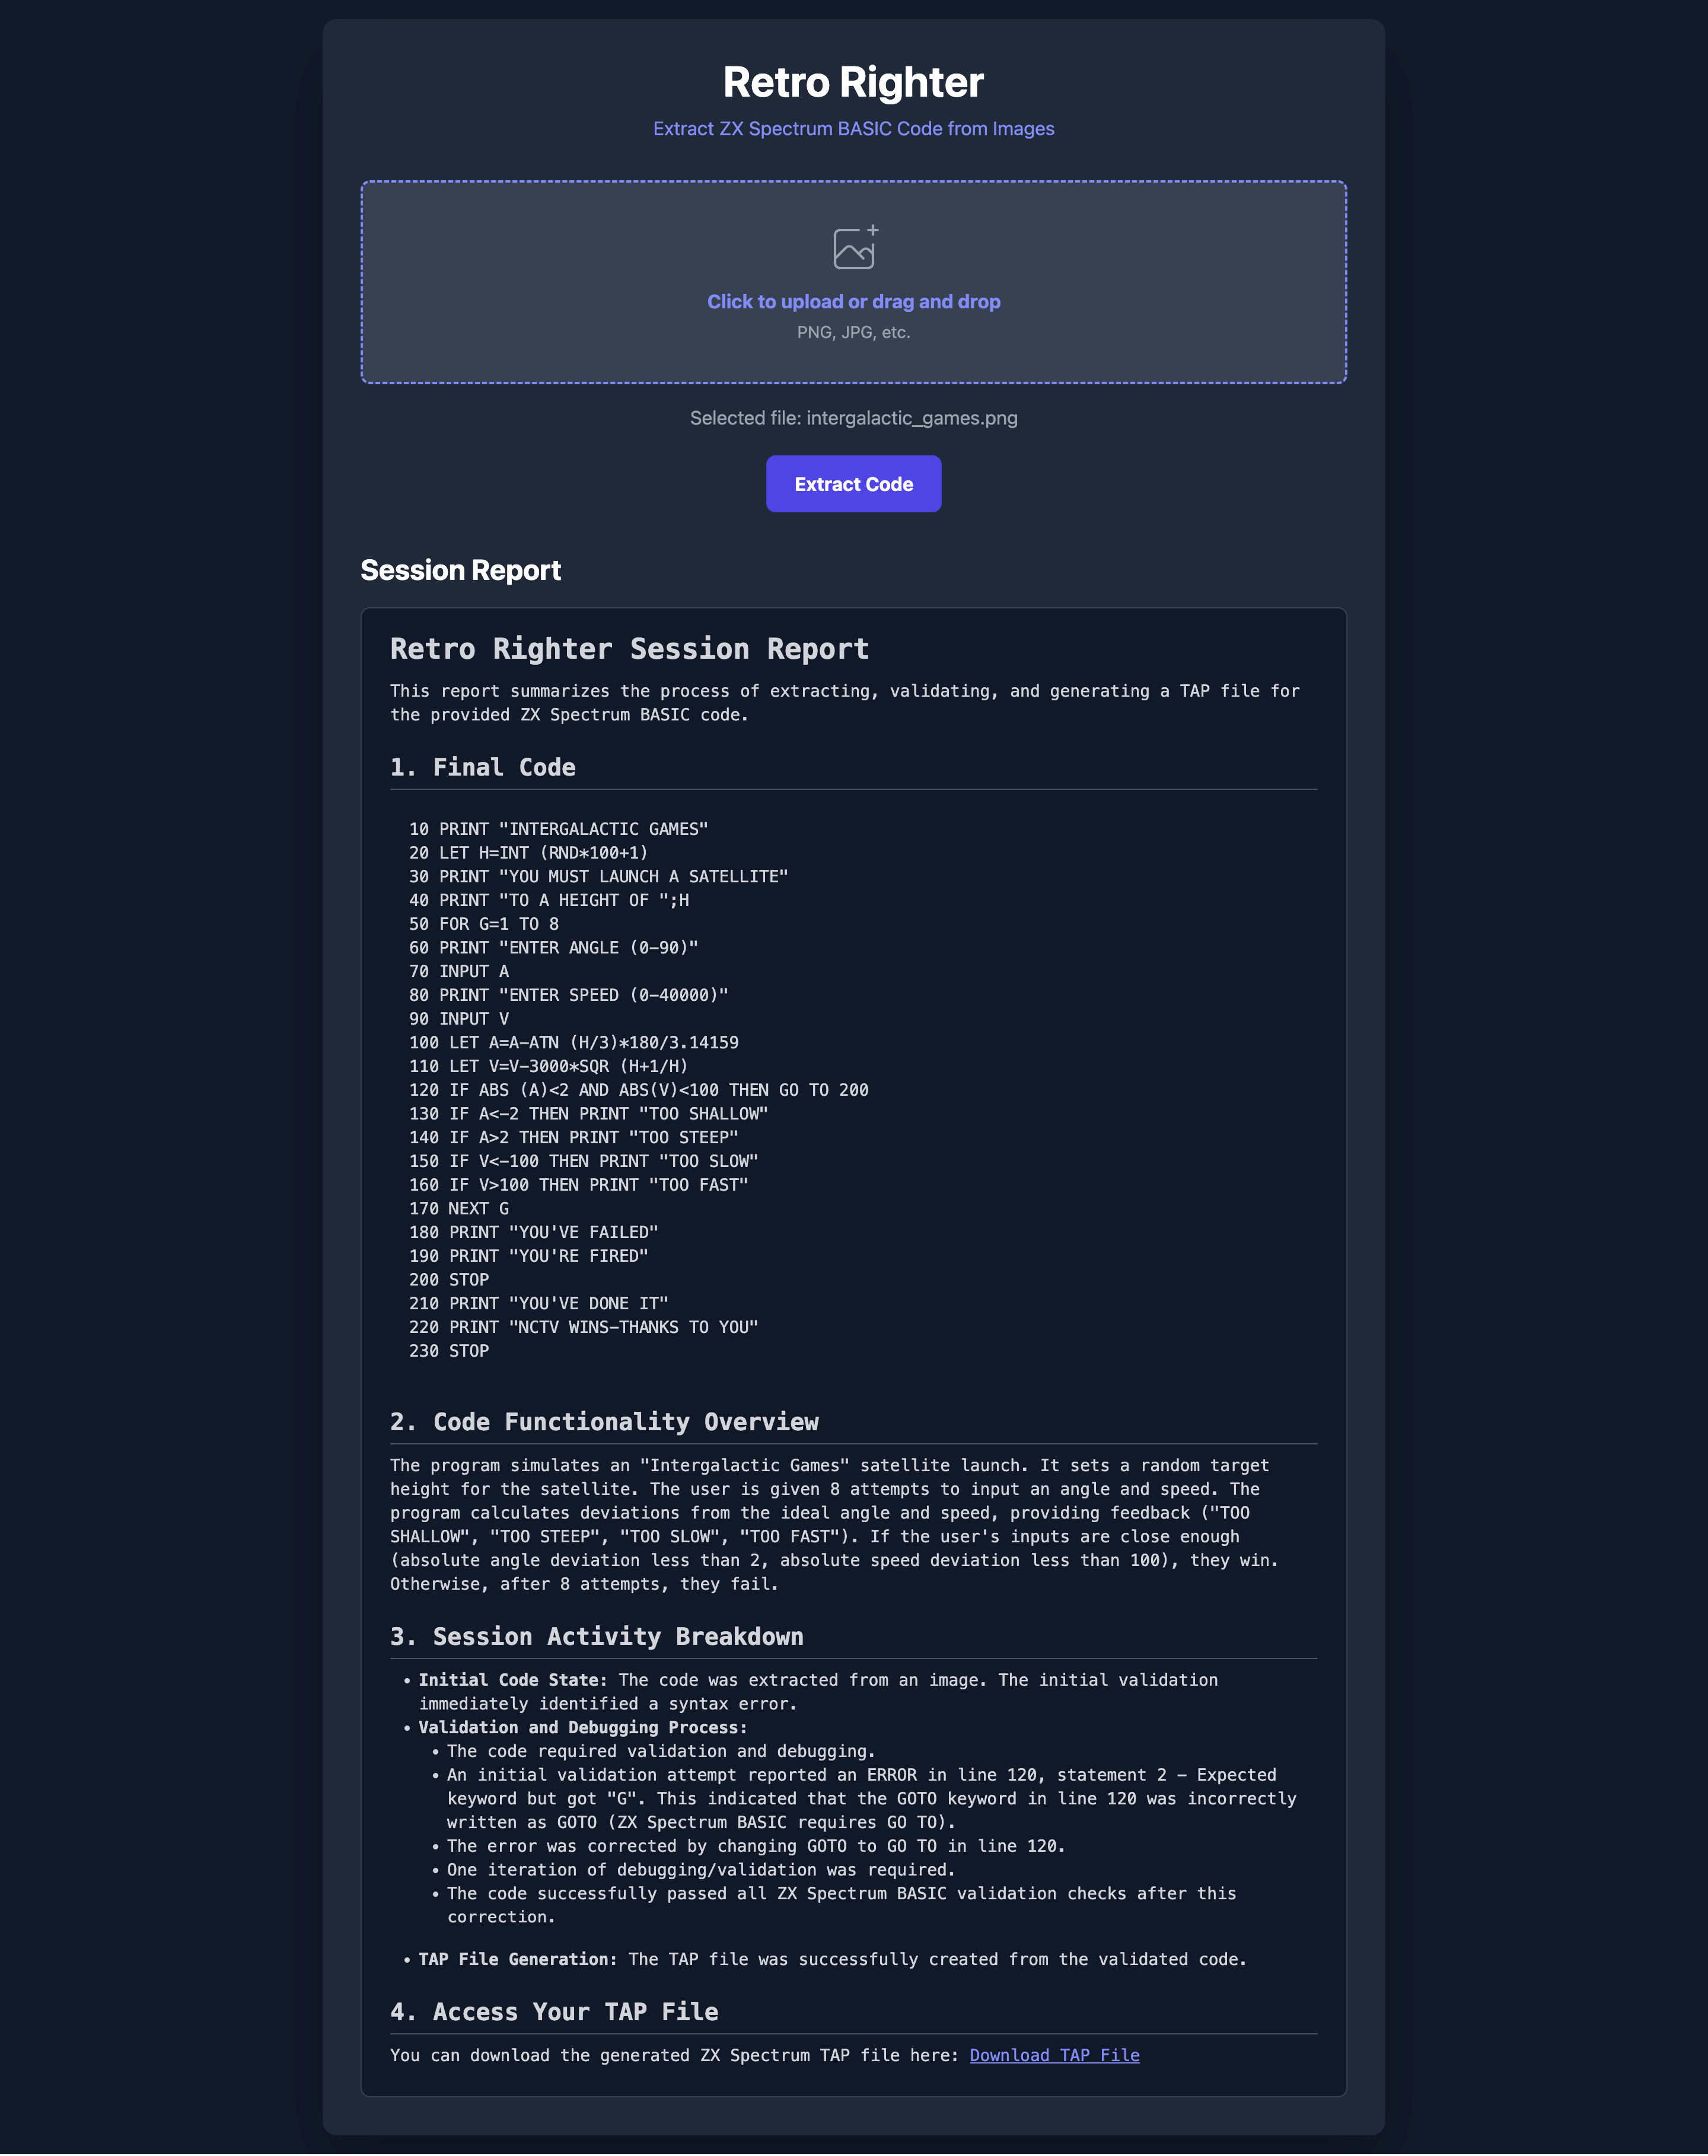 Retro Righter
Extract ZX Spectrum BASIC Code from Images
Click to upload or drag and drop
PNG, JPG, etc.
Selected file: intergalactic_games.png
Extract Code
Session Report
Retro Righter Session Report
This report summarizes the process of extracting, validating, and generating a TAP file for
the provided ZX Spectrum BASIC code.
1. Final Code
10 PRINT "INTERGALACTIC GAMES"
20 LET H=INT (RND*100+1)
30 PRINT "YOU MUST LAUNCH A SATELLITE"
40 PRINT "TO A HEIGHT OF ";H
50 FOR G=1 TO 8
60 PRINT "ENTER ANGLE (0-90)"
70 INPUT A
80 PRINT "ENTER SPEED (0-40000)"
90 INPUT V
100 LET A=A-ATN (H/3)*180/3.14159
110 LET V=V-3000*SQR (H+1/H)
120 IF ABS (A)<2 AND ABS(V)<100 THEN GO TO 200
130 IF A<-2 THEN PRINT "TOO SHALLOW"
140 IF A>2 THEN PRINT "TOO STEEP"
150 IF V<-100 THEN PRINT "TOO SLOW"
160 IF V>100 THEN PRINT "TOO FAST"
170 NEXT G
180 PRINT "YOU'VE FAILED"
190 PRINT "YOU'RE FIRED"
200 STOP
210 PRINT "YOU'VE DONE IT"
220 PRINT "NCTV WINS-THANKS TO YOU"
230 STOP
2. Code Functionality Overview
The program simulates an "Intergalactic Games" satellite launch. It sets a random target
height for the satellite. The user is given 8 attempts to input an angle and speed. The
program calculates deviations from the ideal angle and speed, providing feedback ("TOO
SHALLOW", "TOO STEEP", "TOO SLOW", "TOO FAST"). If the user's inputs are close enough
(absolute angle deviation less than 2, absolute speed deviation less than 100), they win.
Otherwise, after 8 attempts, they fail.
3. Session Activity Breakdown
• Initial Code State: The code was extracted from an image. The initial validation
immediately identified a syntax error.
• Validation and Debugging Process:
• The code required validation and debugging.
• An initial validation attempt reported an ERROR in line 120, statement 2 - Expected
keyword but got "G". This indicated that the GOTO keyword in line 120 was incorrectly
written as GOTO (ZX Spectrum BASIC requires GO TO).
• The error was corrected by changing GOTO to GO TO in line 120.
• One iteration of debugging/validation was required.
• The code successfully passed all ZX Spectrum BASIC validation checks after this
correction.
• TAP File Generation: The TAP file was successfully created from the validated code.
4. Access Your TAP File
You can download the generated ZX Spectrum TAP file here: Download TAP File